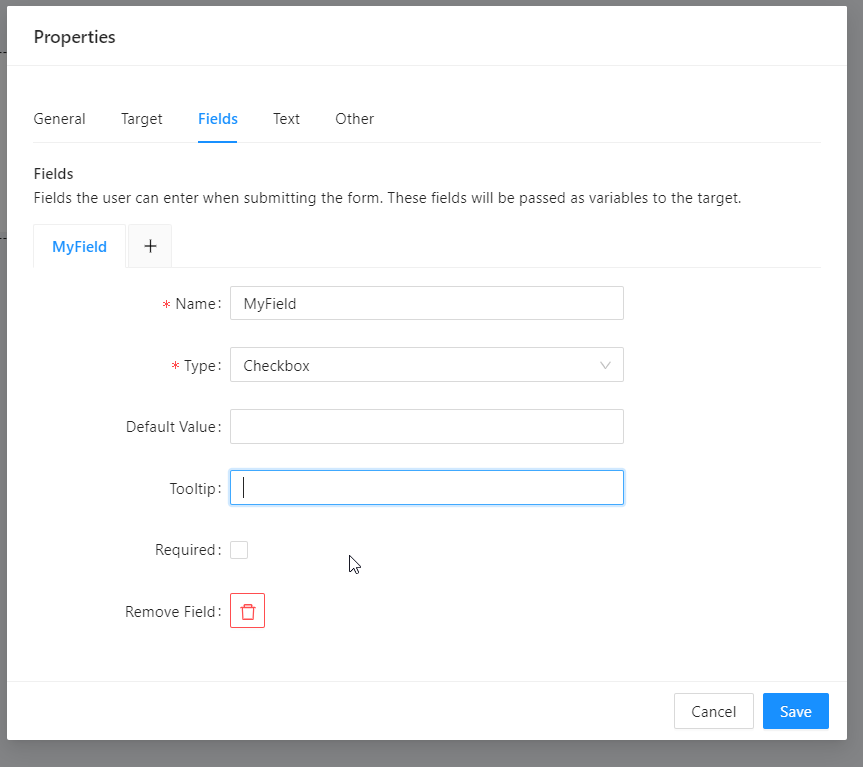 Properties
General Target Fields Text Other
Fields
Fields the user can enter when submitting the form. These fields will be passed as variables to the target.
MyField +
* Name: MyField
* Type: Checkbox
Default Value:
Tooltip:
Required:
Remove Field:
Cancel Save